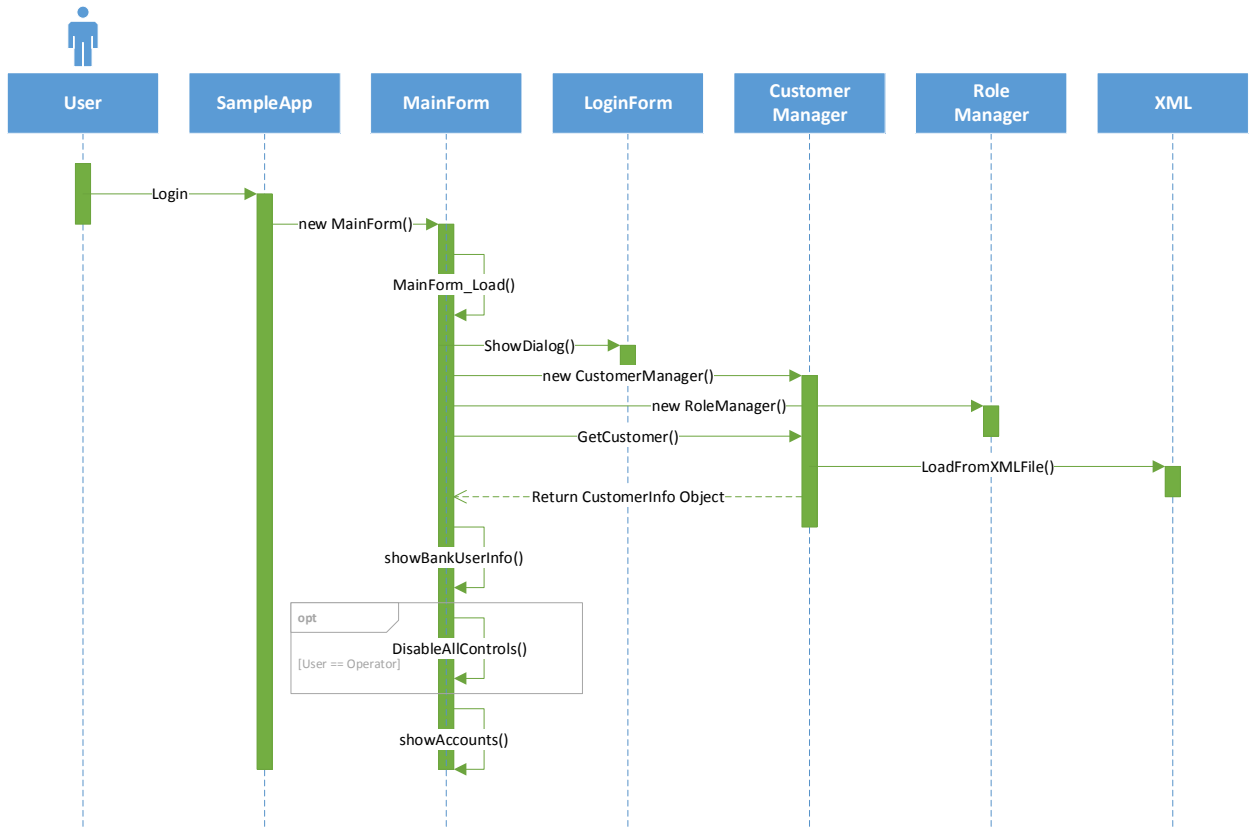 User
SampleApp
MainForm
LoginForm
Customer
Manager
Role
Manager
XML
Login
new MainForm()
MainForm_Load()
ShowDialog()
new CustomerManager()
new RoleManager()
GetCustomer()
LoadFromXMLFile()
Return CustomerInfo Object
showBankUserInfo()
opt
DisableAllControls()
[User == Operator]
showAccounts()